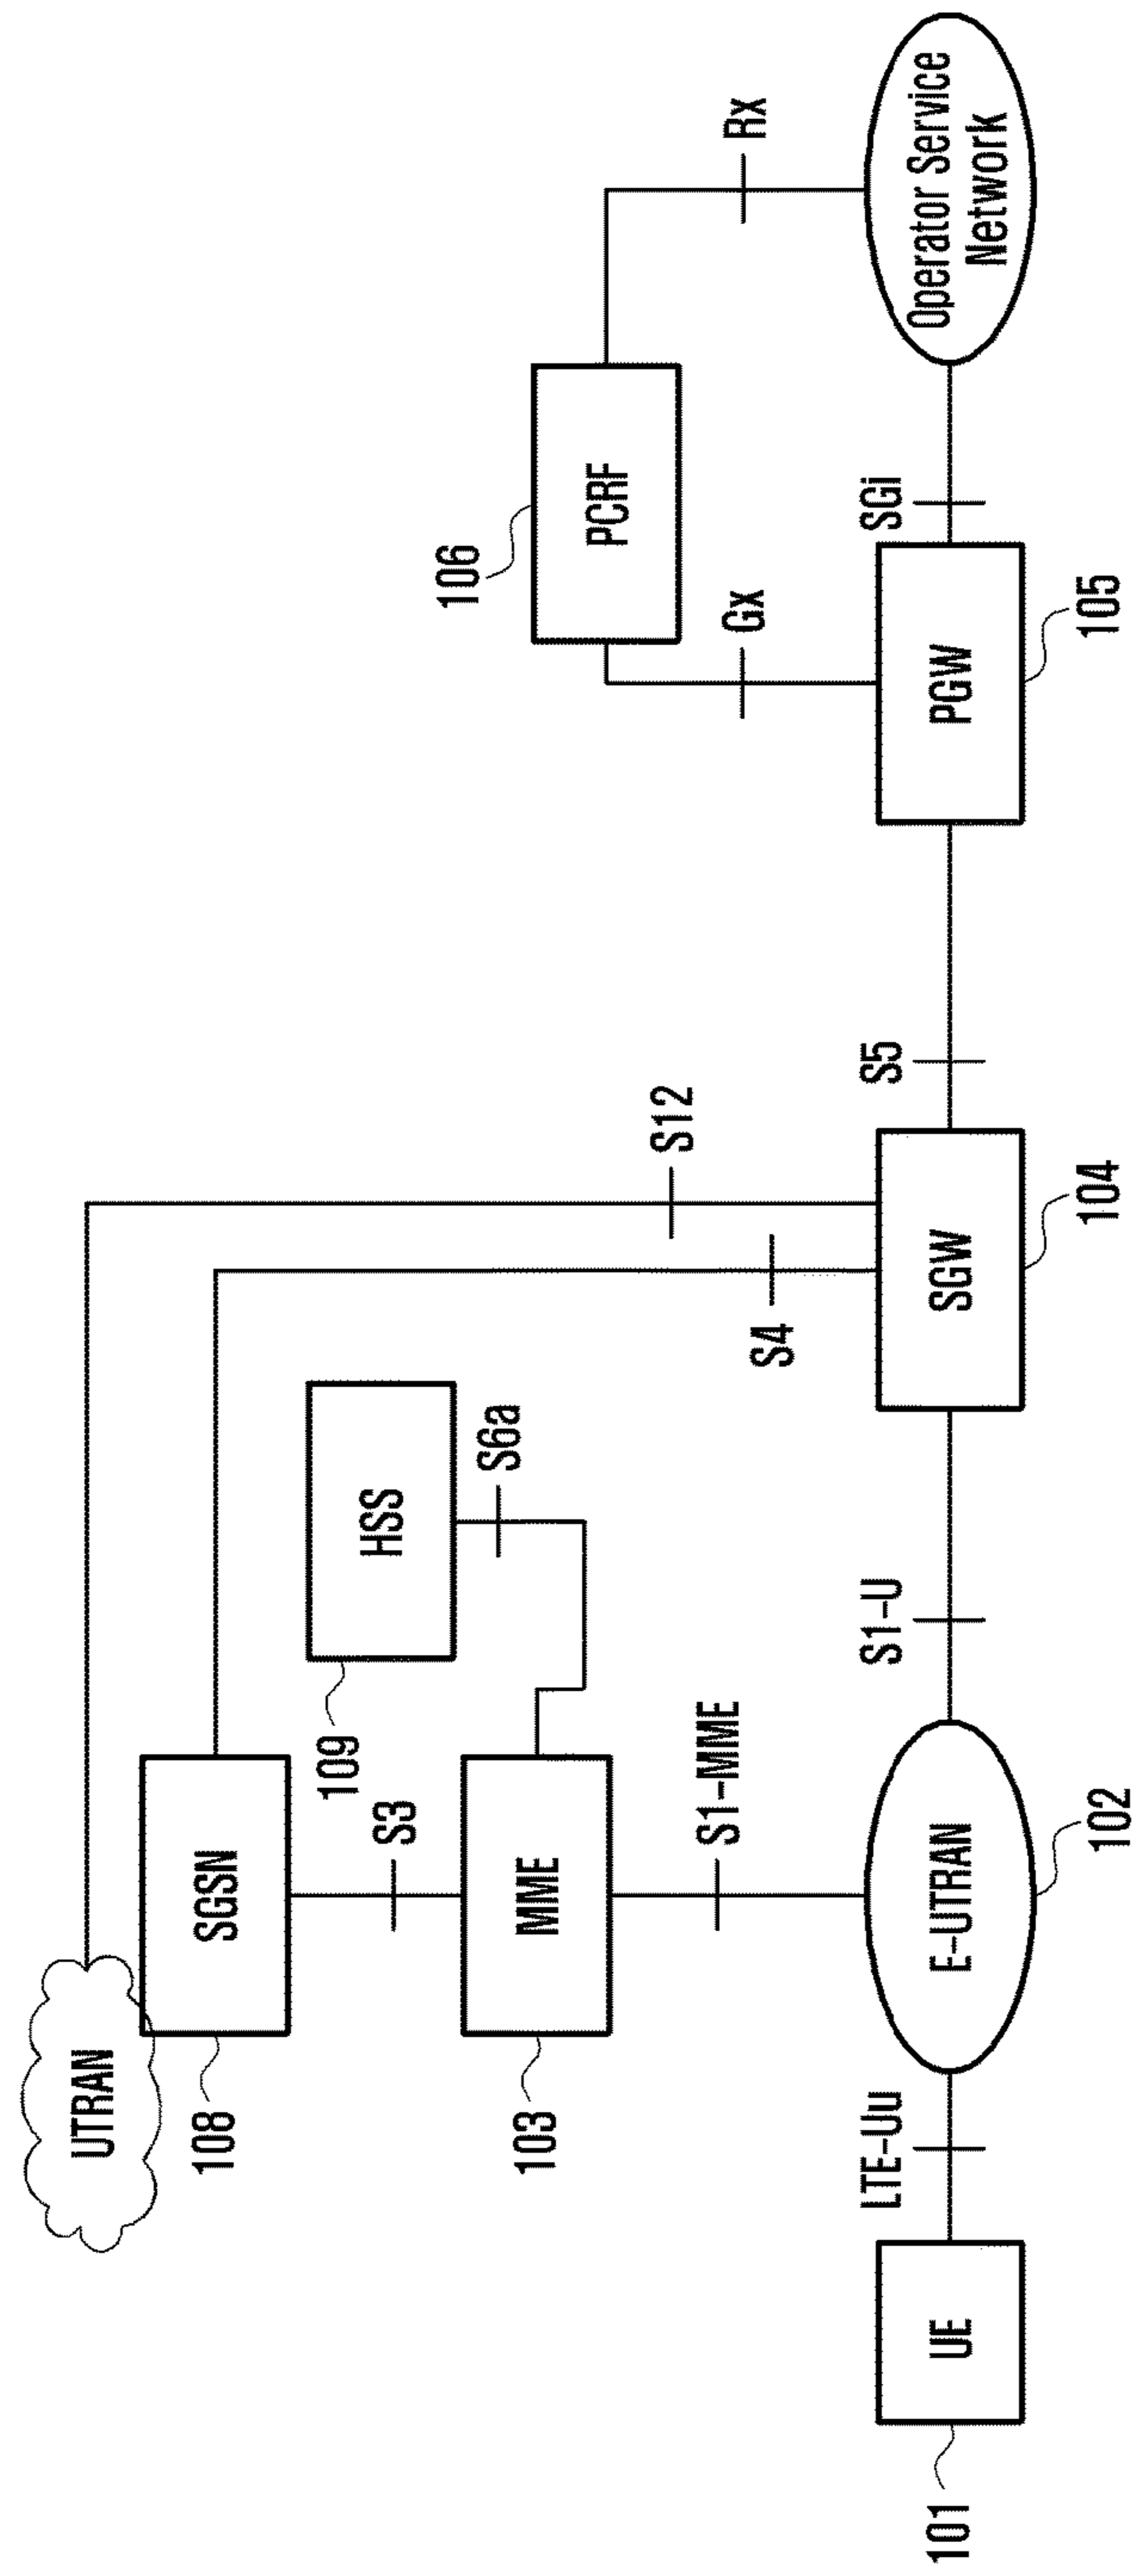 UTRAN
SGSN
108
S3
HSS
109
S6a
MME
103
S1-MME
S4
S12
106
PCRF
Gx
Rx
LTE-Uu
S1-U
S5
SGi
UE
101
E-UTRAN
102
SGW
104
PGW
105
Operator Service
Network